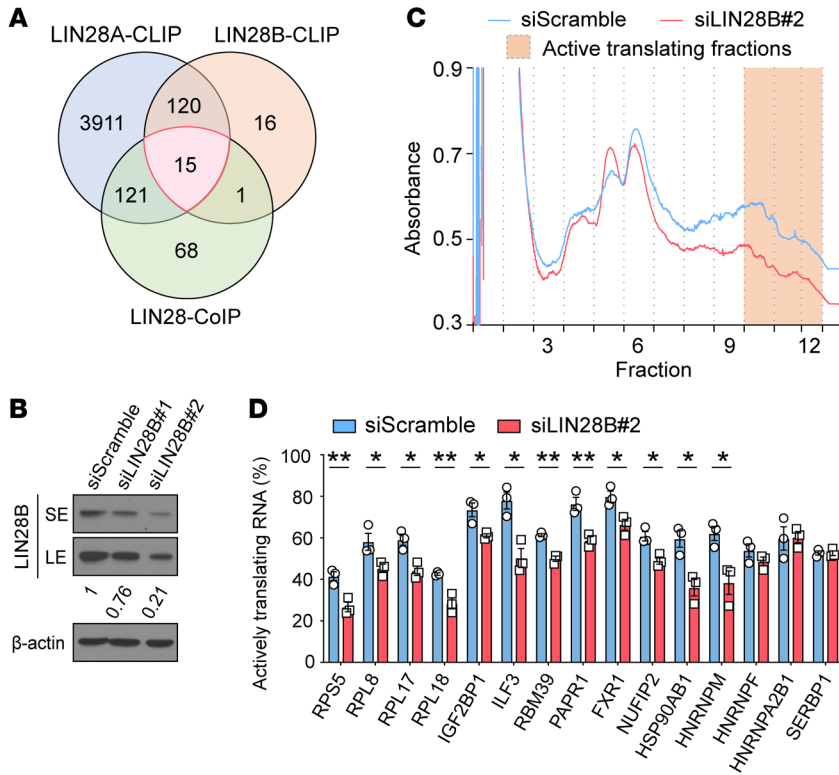 A
LIN28A-CLIP
LIN28B-CLIP
3911
120
16
15
121
1
68
LIN28-CoIP
B
siScramble
siLIN28B#1
siLIN28B#2
LIN28B
SE
LE
1
0.76
0.21
β-actin
C
siScramble
siLIN28B#2
Active translating fractions
Absorbance
0.9
0.7
0.5
0.3
3
6
9
12
Fraction
D
siScramble
siLIN28B#2
Actively translating RNA (%)
100
80
60
40
20
0
** * * ** * * ** ** * * * *
RPS5
RPL8
RPL17
RPL18
IGF2BP1
ILF3
RBM39
PAPR1
FXR1
NUFIP2
HSP90AB1
HNRNPM
HNRNPF
HNRNPA2B1
SERBP1